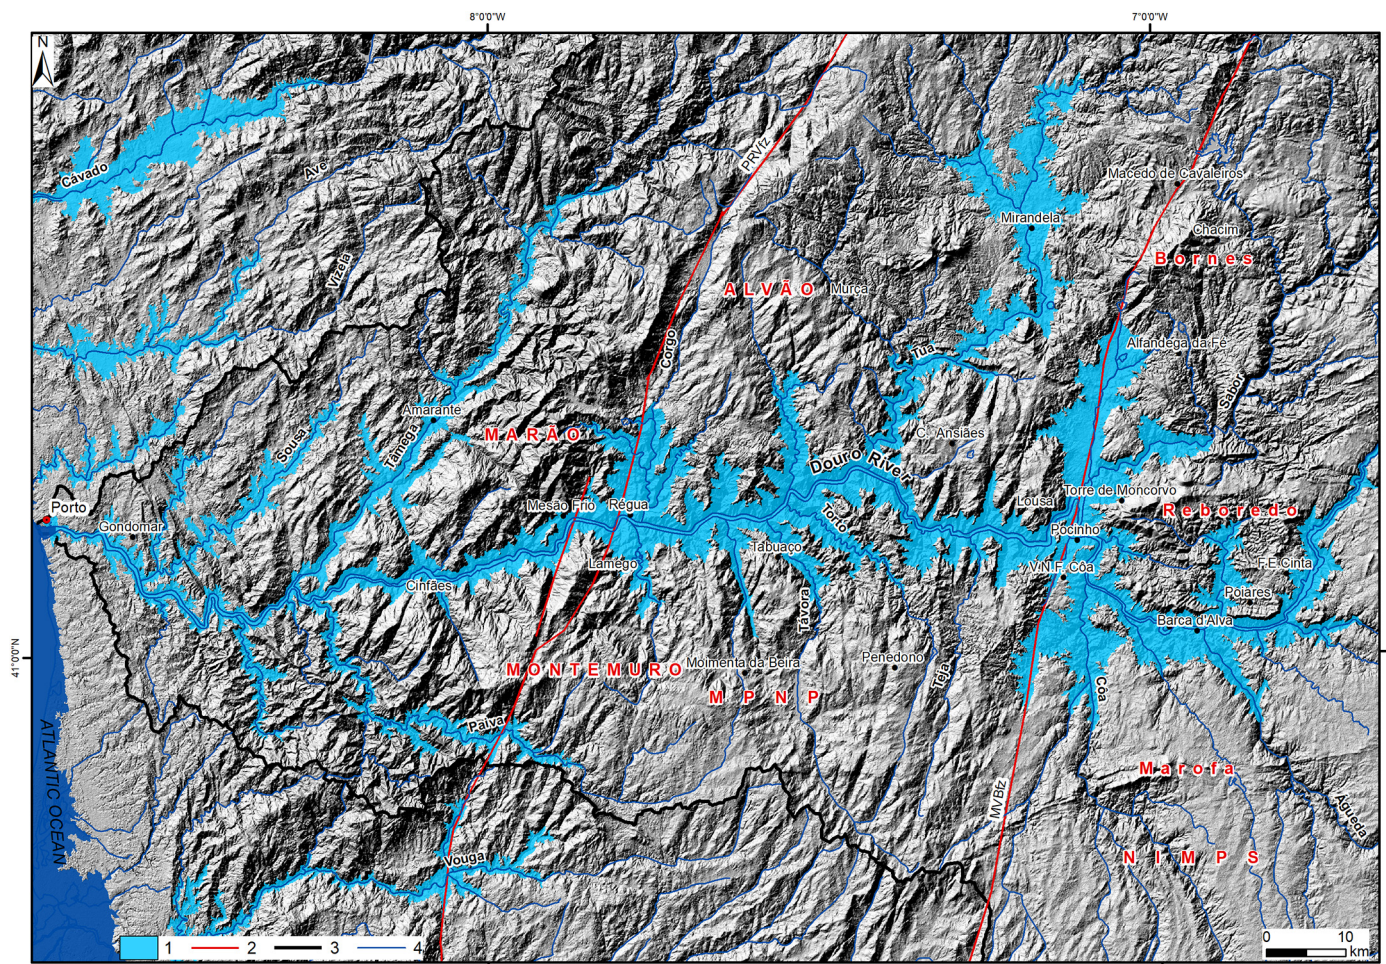 8°0'0"W
7°0'0"W
N
PRVfz
Cávado
Ave
Macedo de Cavaleiros
Mirandela
Chacim
Bornes
Vizela
ALVÃO
Murça
Corgo
Alfandega da Fé
Tua
Sabor
Amarante
MARÃO
Sousa
Tâmega
C. Ansiães
Douro River
Porto
Mesão Frio
Régua
Lousa
Torre de Moncorvo
Reboredo
Gondomar
Torto
Pocinho
Tabuaço
Lamego
V.N.F. Côa
F.E.Cinta
Cinfães
Távora
Poiares
Barca d'Alva
41°0'0"N
MONTEMURO
Moimenta da Beira
Penedono
Teja
Côa
MPNP
Paiva
ATLANTIC OCEAN
Marofa
MVBfz
Agueda
Vouga
NIMPS
1
2
3
4
0
10
km